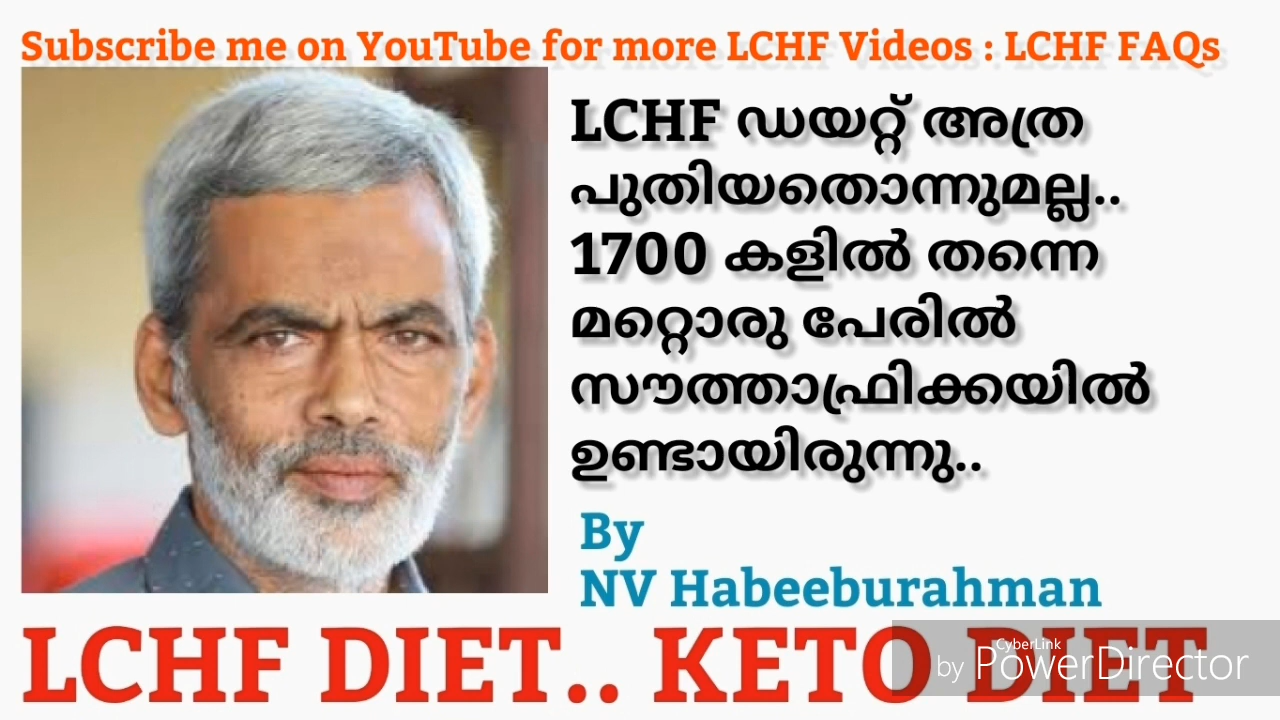 Subscribe me on YouTube for more LCHF Videos : LCHF FAQs
LCHF ഡയറ്റ് അത്ര
പുതിയതൊന്നുമല്ല..
1700 കളിൽ തന്നെ
മറ്റൊരു പേരിൽ
സൗത്താഫ്രിക്കയിൽ
ഉണ്ടായിരുന്നു..
By
NV Habeeburahman
LCHF DIET.. KETO DIET
CyberLink
by PowerDirector